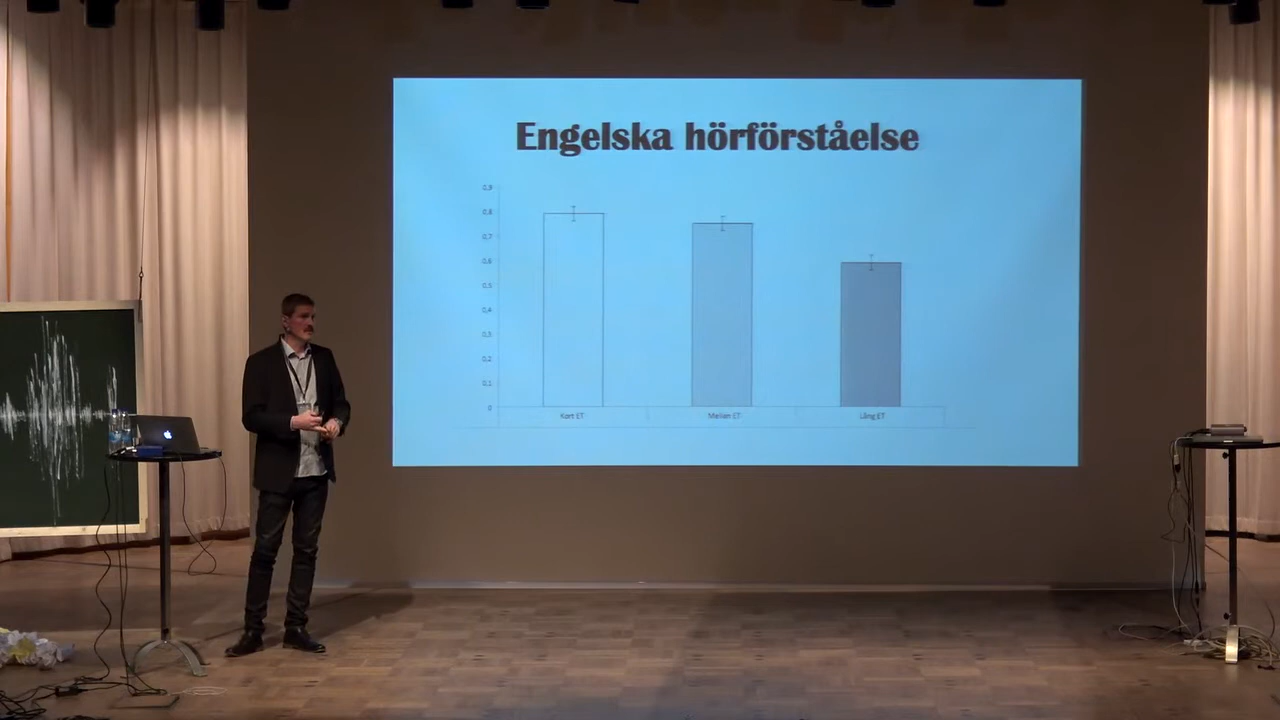 Engelska hörförståelse
0,9
0,8
0,7
0,6
0,5
0,4
0,3
0,2
0,1
0
Kort ET
Mellan ET
Lång ET